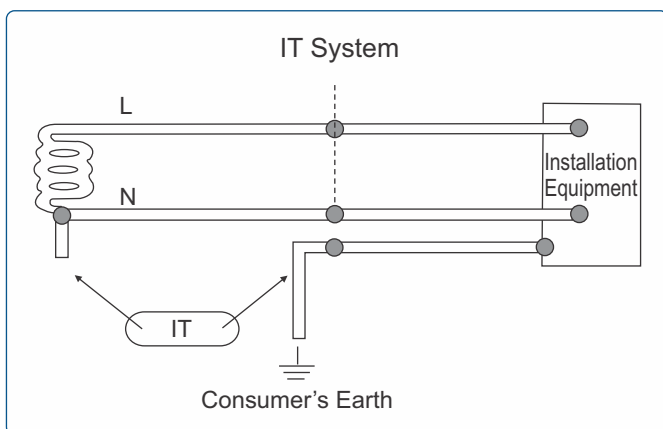 IT System
L
N
Installation
Equipment
IT
Consumer’s Earth